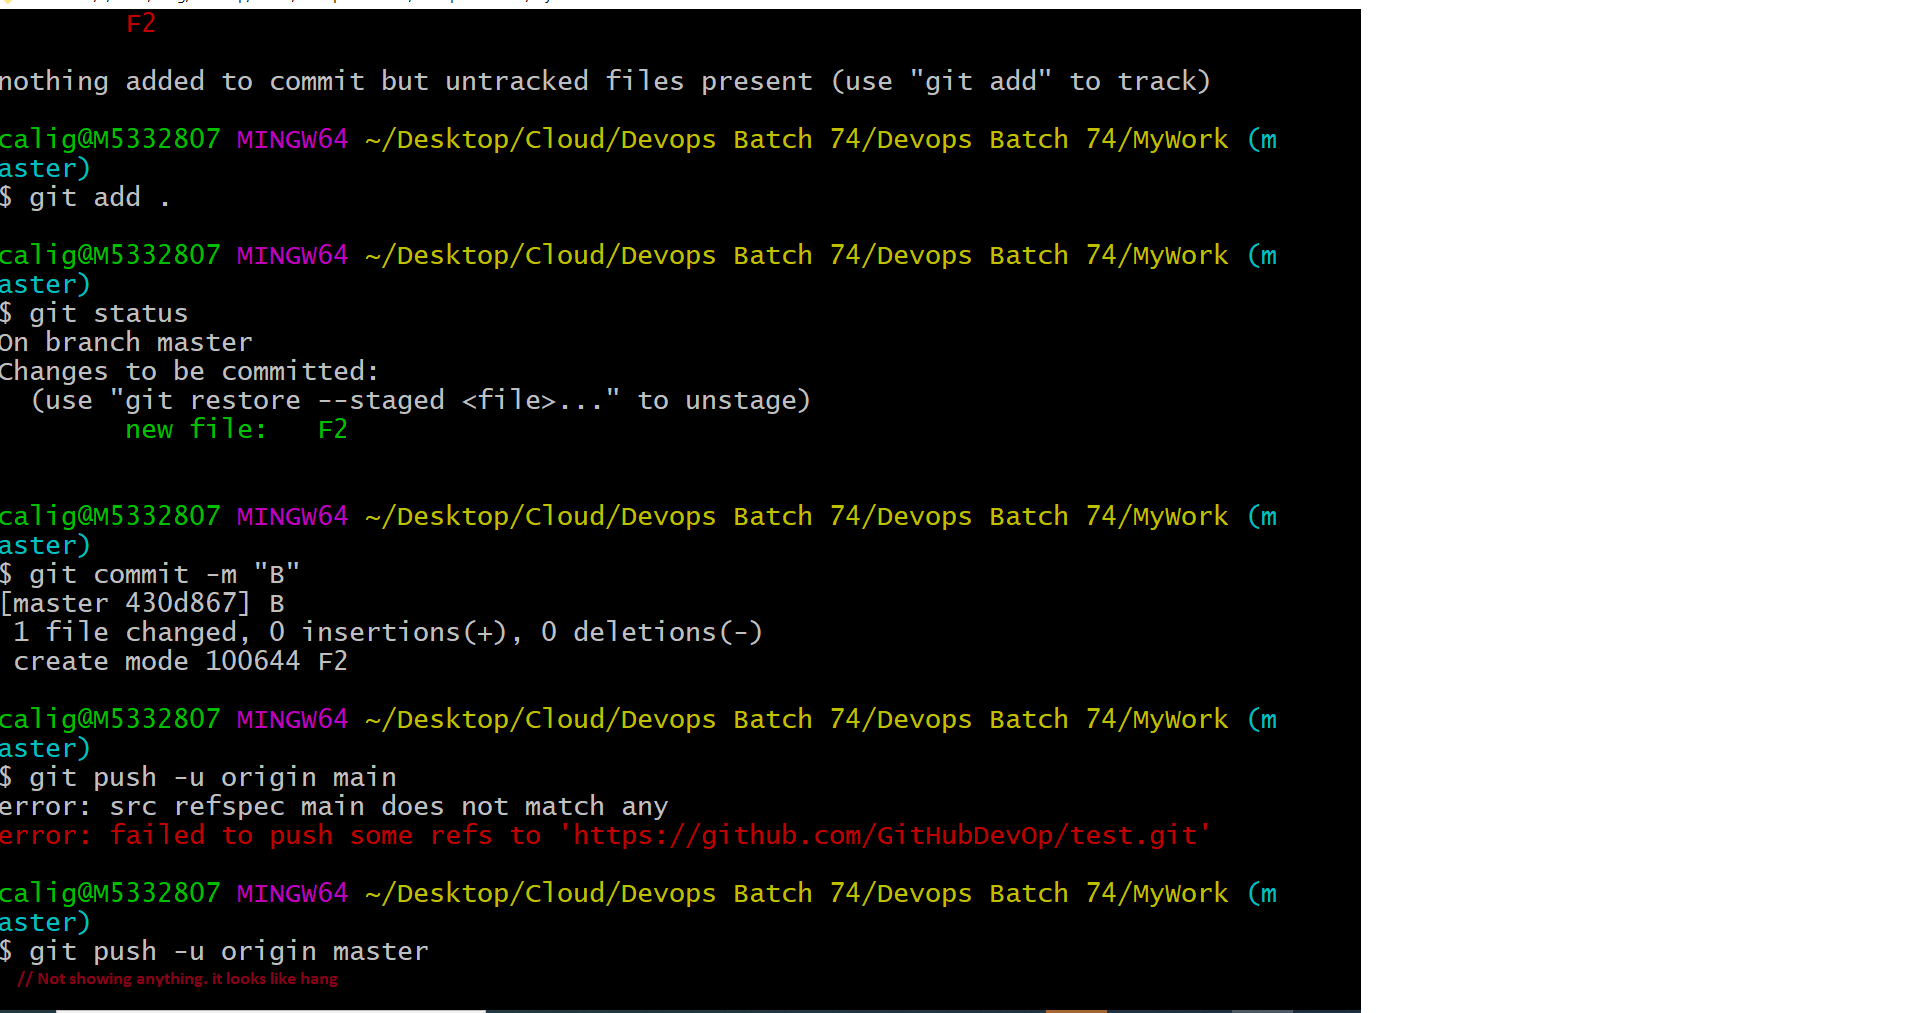 F2
nothing added to commit but untracked files present (use "git add" to track)
calig@M5332807 MINGW64 ~/Desktop/Cloud/Devops Batch 74/Devops Batch 74/MyWork (m
aster)
$ git add .
calig@M5332807 MINGW64 ~/Desktop/Cloud/Devops Batch 74/Devops Batch 74/MyWork (m
aster)
$ git status
On branch master
Changes to be committed:
  (use "git restore --staged <file>..." to unstage)
        new file:   F2
calig@M5332807 MINGW64 ~/Desktop/Cloud/Devops Batch 74/Devops Batch 74/MyWork (m
aster)
$ git commit -m "B"
[master 430d867] B
 1 file changed, 0 insertions(+), 0 deletions(-)
 create mode 100644 F2
calig@M5332807 MINGW64 ~/Desktop/Cloud/Devops Batch 74/Devops Batch 74/MyWork (m
aster)
$ git push -u origin main
error: src refspec main does not match any
error: failed to push some refs to 'https://github.com/GitHubDevOp/test.git'
calig@M5332807 MINGW64 ~/Desktop/Cloud/Devops Batch 74/Devops Batch 74/MyWork (m
aster)
$ git push -u origin master
// Not showing anything. it looks like hang